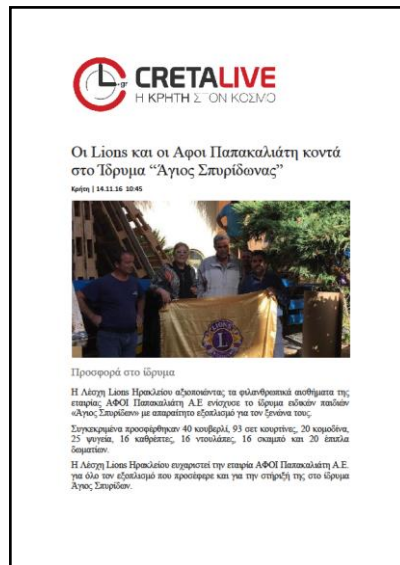 .gr CRETALIVE
Η ΚΡΗΤΗ ΣΤΟΝ ΚΟΣΜΟ
Οι Lions και οι Αφοι Παπακαλιάτη κοντά
στο Ίδρυμα “Άγιος Σπυρίδωνας”
Κρήτη | 14.11.16 10:45
LIONS
L
Προσφορά στο ίδρυμα
Η Λέσχη Lions Ηρακλείου αξιοποιώντας τα φιλανθρωπικά αισθήματα της
εταιρίας ΑΦΟΙ Παπακαλιάτη Α.Ε ενίσχυσε το ίδρυμα ειδικών παιδιών
«Άγιος Σπυρίδων» με απαραίτητο εξοπλισμό για τον ξενώνα τους.
Συγκεκριμένα προσφέρθηκαν 40 κουβερλί, 93 σετ κουρτίνες, 20 κομοδίνα,
25 ψυγεία, 16 καθρέπτες, 16 ντουλάπες, 16 σκαμπό και 20 έπιπλα
δωματίων.
Η Λέσχη Lions Ηρακλείου ευχαριστεί την εταιρία ΑΦΟΙ Παπακαλιάτη Α.Ε.
για όλο τον εξοπλισμό που προσέφερε και για την στήριξή της στο ίδρυμα
Άγιος Σπυρίδων.